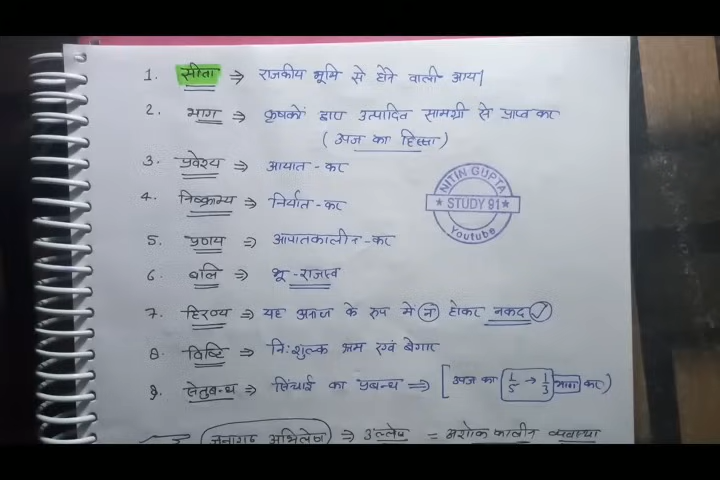 1. सीता ⇒ राजकीय भूमि से होने वाली आय।
2. भाग ⇒ कृषकों द्वारा उत्पादित सामग्री से प्राप्त कर
(उपज का हिस्सा)
3. प्रवेश्य ⇒ आयात-कर
4. निष्क्राम्य ⇒ निर्यात-कर
NITIN GUPTA
★ STUDY 91 ★
Youtube
5. प्रणय ⇒ आपातकालीन-कर
6. बलि ⇒ भू-राजस्व
7. हिरण्य ⇒ यह अनाज के रूप में न होकर नकद ✓
8. विष्टि ⇒ नि:शुल्क श्रम एवं बेगार
9. सेतुबन्ध ⇒ सिंचाई का प्रबन्ध ⇒ [उपज का 1/5 → 1/3 भाग कर)
जूनागढ़ अभिलेख ⇒ उल्लेख = अशोक कालीन व्यवस्था